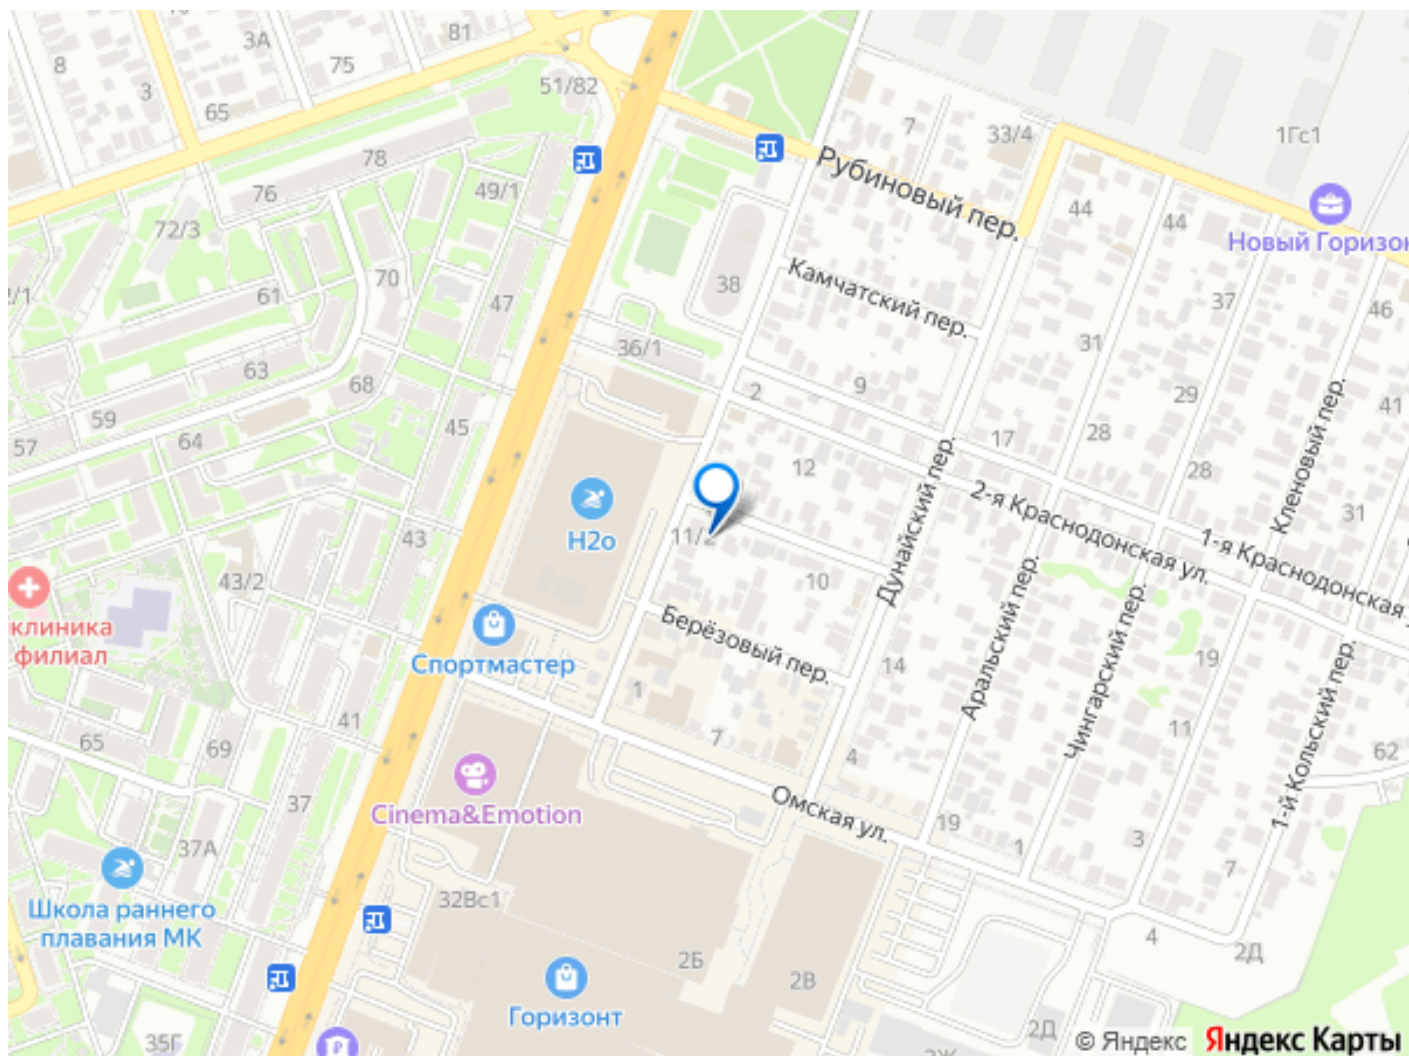 81
3А
8
75
3
65
51/82
78
76
49/1
72/3
70
61
47
63
68
59
57
64
45
43
43/2
клиника
филиал
41
65
69
37
37А
Школа раннего
плавания МК
35Г
7
33/4
1Гс1
Рубиновый пер.
44
44
Новый Горизон
Камчатский пер.
38
37
46
36/1
31
9
2
29
41
Кленовый пер.
17
28
12
28
31
Дунайский пер.
2-я Краснодонская ул.
1-я Краснодонская
Н2о
11/2
10
Берёзовый пер.
Спортмастер
Аральский пер.
Чингарский пер.
19
14
1
7
4
11
1-й Кольский пер.
62
Cinema&Emotion
Омская ул.
19
1
3
7
32Вс1
4
2Д
2Б
2В
Горизонт
2Д
© Яндекс Яндекс Карты